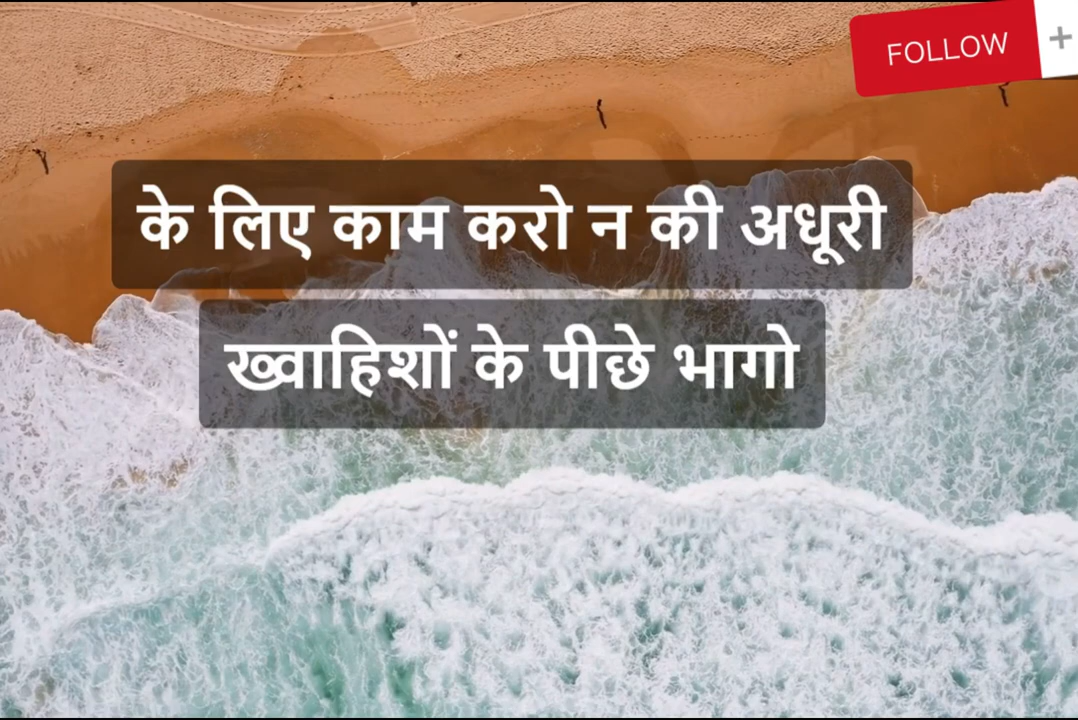 FOLLOW +
के लिए काम करो न की अधूरी
ख्वाहिशों के पीछे भागो